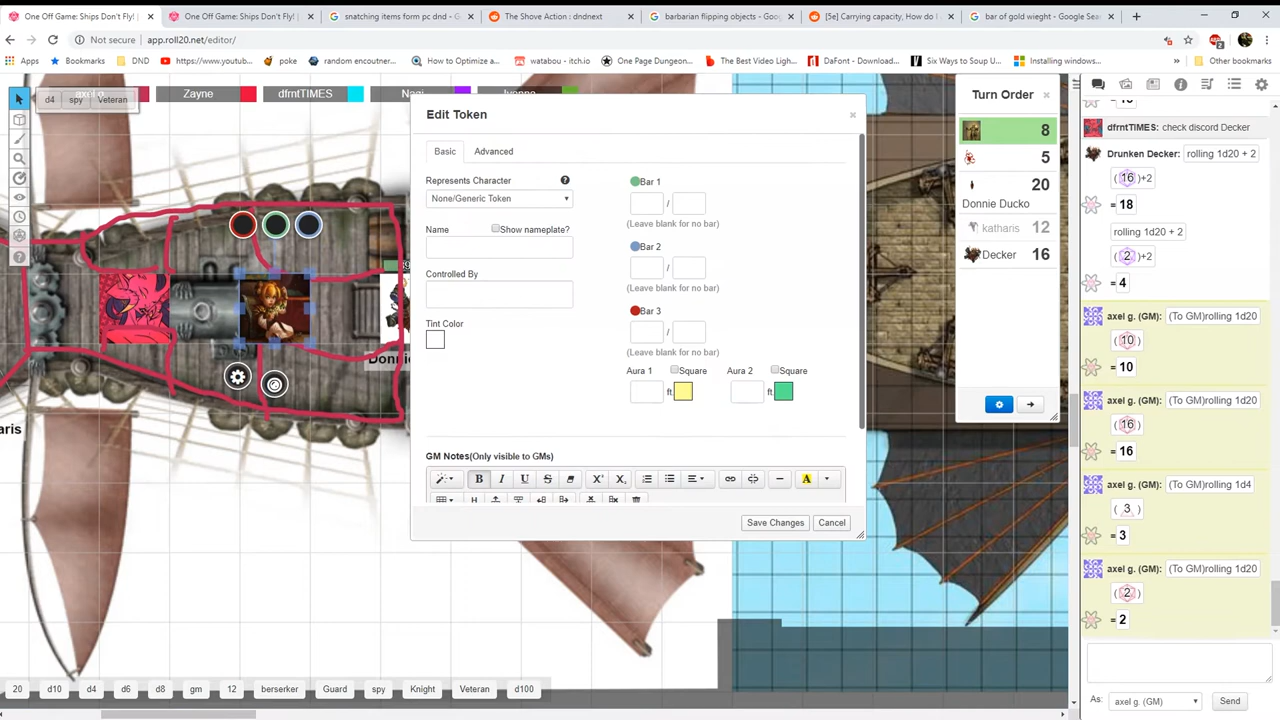 One Off Game: Ships Don't Fly! |
One Off Game: Ships Don't Fly! |
snatching items form pc dnd - G
The Shove Action : dndnext
barbarian flipping objects - Goo
[5e] Carrying capacity, How do I
bar of gold wieght - Google Sea
Not secure | app.roll20.net/editor/
Apps
Bookmarks
DND
https://www.youtub...
poke
random encoutner...
How to Optimize a...
watabou - itch.io
One Page Dungeon...
The Best Video Ligh...
DaFont - Downloa...
Six Ways to Soup U...
Installing windows...
Other bookmarks
d4
spy
Veteran
Zayne
dfrntTIMES
Edit Token
Basic
Advanced
Represents Character
None/Generic Token
Name
Show nameplate?
Controlled By
Tint Color
Bar 1
/
(Leave blank for no bar)
Bar 2
/
(Leave blank for no bar)
Bar 3
/
(Leave blank for no bar)
Aura 1
Square
ft.
Aura 2
Square
ft.
GM Notes(Only visible to GMs)
Save Changes
Cancel
Donni
aris
Turn Order
8
5
20
Donnie Ducko
katharis 12
Decker 16
dfrntTIMES: check discord Decker
Drunken Decker: rolling 1d20 + 2
(16)+2
= 18
rolling 1d20 + 2
(2)+2
= 4
axel g. (GM): (To GM)rolling 1d20
(10)
= 10
axel g. (GM): (To GM)rolling 1d20
(16)
= 16
axel g. (GM): (To GM)rolling 1d4
(3)
= 3
axel g. (GM): (To GM)rolling 1d20
(2)
= 2
As: axel g. (GM)
Send
20
d10
d4
d6
d8
gm
12
berserker
Guard
spy
Knight
Veteran
d100